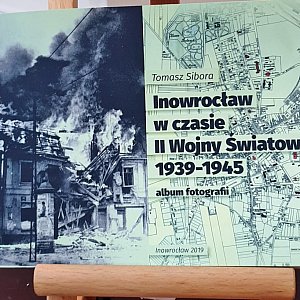 Tomasz Sibora
Inowrocław
w czasie
II Wojny Światow
1939-1945
album fotografii
Inowrocław 2019